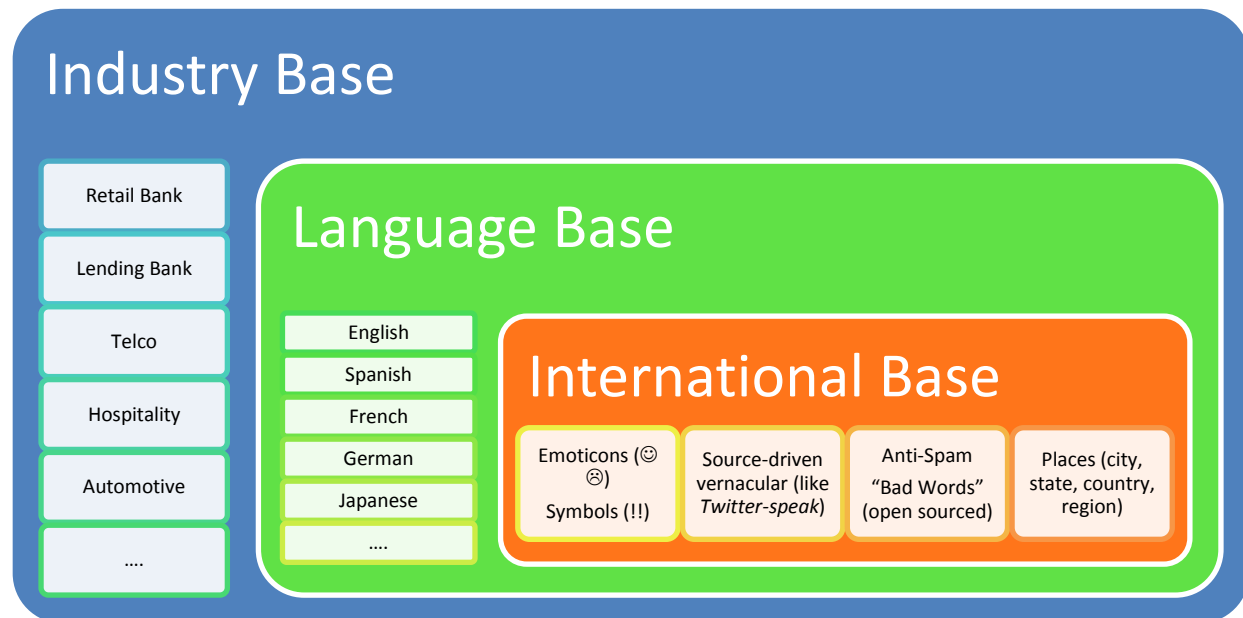 Industry Base
Retail Bank
Lending Bank
Telco
Hospitality
Automotive
....
Language Base
English
Spanish
French
German
Japanese
....
International Base
Emoticons (☺
☹)
Symbols (!!)
Source-driven
vernacular (like
Twitter-speak)
Anti-Spam
“Bad Words”
(open sourced)
Places (city,
state, country,
region)